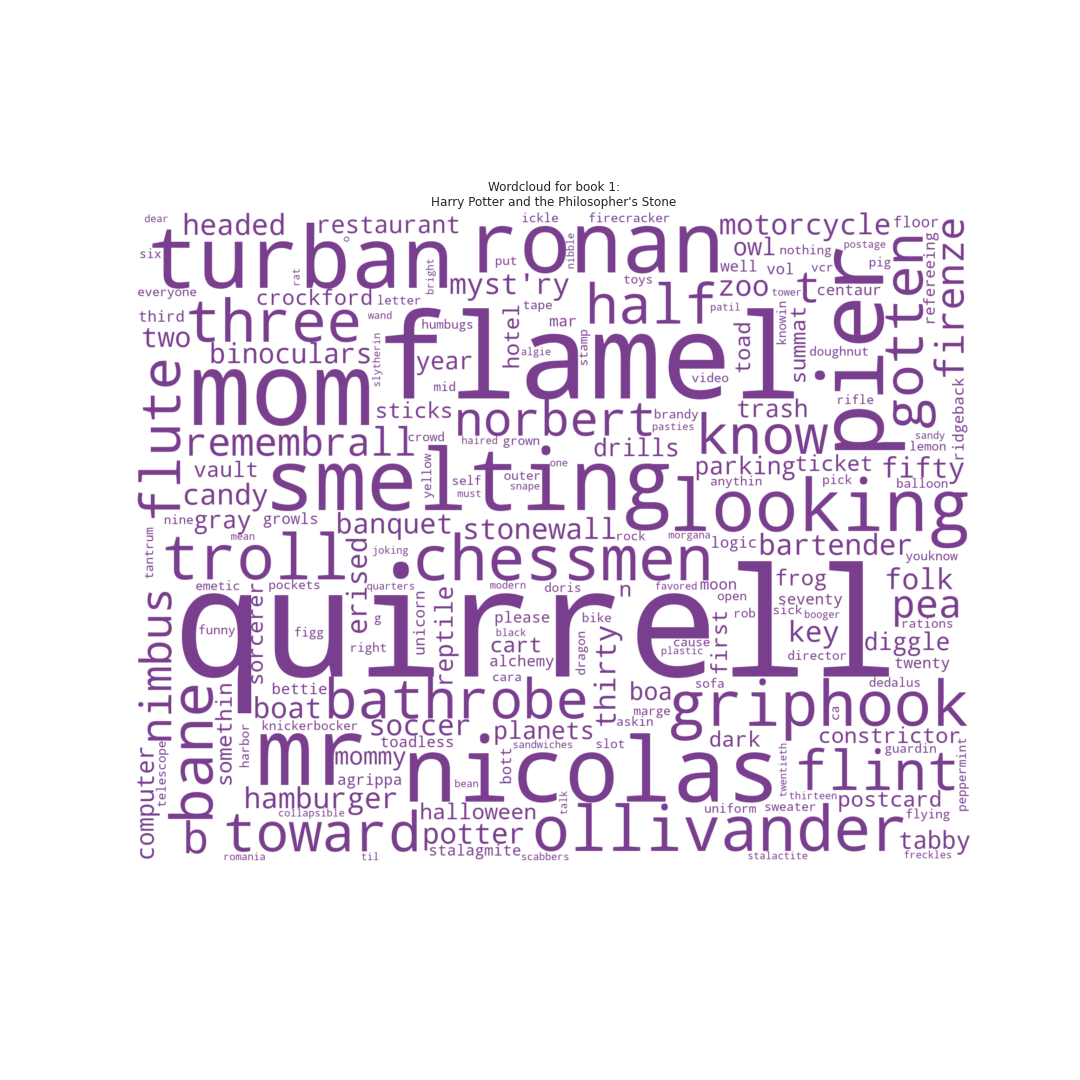 Wordcloud for book 1:
Harry Potter and the Philosopher's Stone
dear
headed
restaurant
ickle
firecracker
motorcycle
floor
six
turban
o
ronan
owl
nothing
postage
gotten
refereeing
firenze
rat
bright
put
nibble
well
vol
vcr
pig
pier
everyone
crockford
letter
myst'ry
toys
half
zoo
tower
t
centaur
third
three
wand
tape
mar
patil
knowin
two
humbugs
flamel
hotel
algie
stamp
toad
summat
doughnut
binoculars
slytherin
year
mid
video
rifle
flute
mom
sticks
norbert
brandy
pasties
trash
know
ridgeback
sandy
lemon
remembrall
crowd
haired
grown
drills
vault
yellow
self
must
outer
snape
one
parking
ticket
fifty
anythin
pick
balloon
candy
smelting
looking
nine
gray
growls
banquet
stonewall
rock
morgana
logic
bartender
youknow
tantrum
mean
troll
erised
joking
chessmen
emetic
pockets
quarters
modern
doris
n
favored
moon
frog
folk
nimbus
sorcerer
quirrell
g
unicorn
reptile
please
bike
open
rob
seventy
sick
booger
pea
rations
funny
figg
right
black
cart
alchemy
dragon
cause
plastic
first
key
director
diggle
twenty
bettie
cara
thirty
sofa
dedalus
boat
bathrobe
boa
marge
griphook
ca
bane
somethin
harbor
knickerbocker
soccer
planets
askin
dark
constrictor
toadless
sandwiches
slot
guardin
computer
telescope
mr
mommy
agrippa
nicolas
bott
bean
twentieth
flint
peppermint
hamburger
collapsible
halloween
talk
uniform
sweater
thirteen
postcard
flying
b
toward
potter
ollivander
tabby
stalagmite
romania
til
scabbers
stalactite
freckles